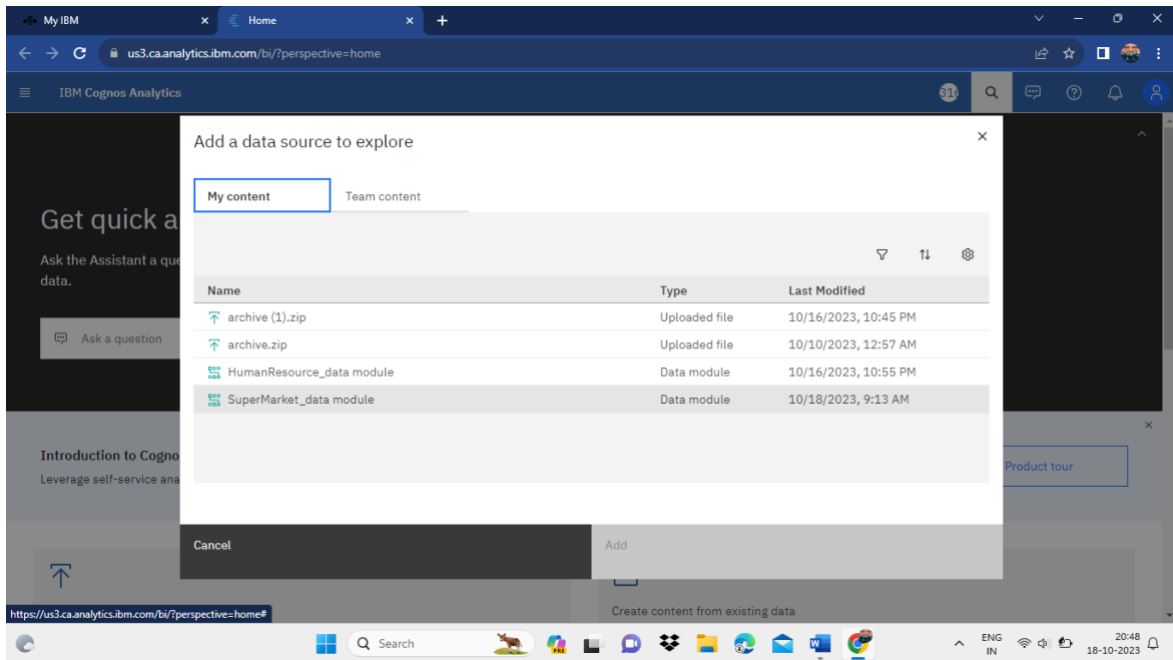 My IBM
Home
us3.ca.analytics.ibm.com/bi/?perspective=home
IBM Cognos Analytics
Add a data source to explore
My content
Team content
Get quick a
Ask the Assistant a que
data.
Ask a question
Name Type Last Modified
archive (1).zip Uploaded file 10/16/2023, 10:45 PM
archive.zip Uploaded file 10/10/2023, 12:57 AM
HumanResource_data module Data module 10/16/2023, 10:55 PM
SuperMarket_data module Data module 10/18/2023, 9:13 AM
Introduction to Cogno
Leverage self-service ana
Product tour
Cancel
Add
Create content from existing data
https://us3.ca.analytics.ibm.com/bi/?perspective=home#
Search
PRE
ENG
IN
20:48
18-10-2023